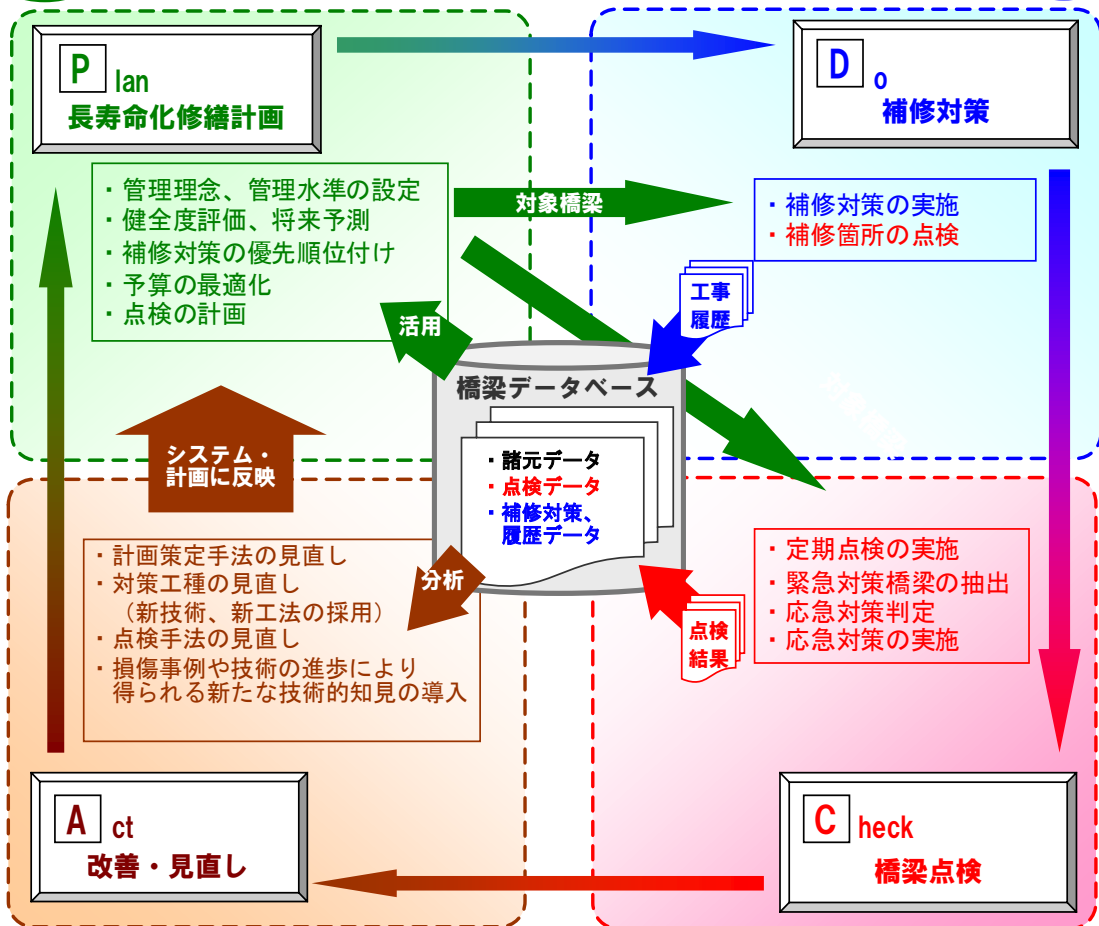 P lan
長寿命化修繕計画
・管理理念、管理水準の設定
・健全度評価、将来予測
・補修対策の優先順位付け
・予算の最適化
・点検の計画
対象橋梁
D o
補修対策
・補修対策の実施
・補修箇所の点検
工事
履歴
活用
橋梁データベース
・諸元データ
・点検データ
・補修対策、
履歴データ
システム・
計画に反映
分析
・計画策定手法の見直し
・対策工種の見直し
（新技術、新工法の採用）
・点検手法の見直し
・損傷事例や技術の進歩により
得られる新たな技術的知見の導入
点検
結果
・定期点検の実施
・緊急対策橋梁の抽出
・応急対策判定
・応急対策の実施
A ct
改善・見直し
C heck
橋梁点検